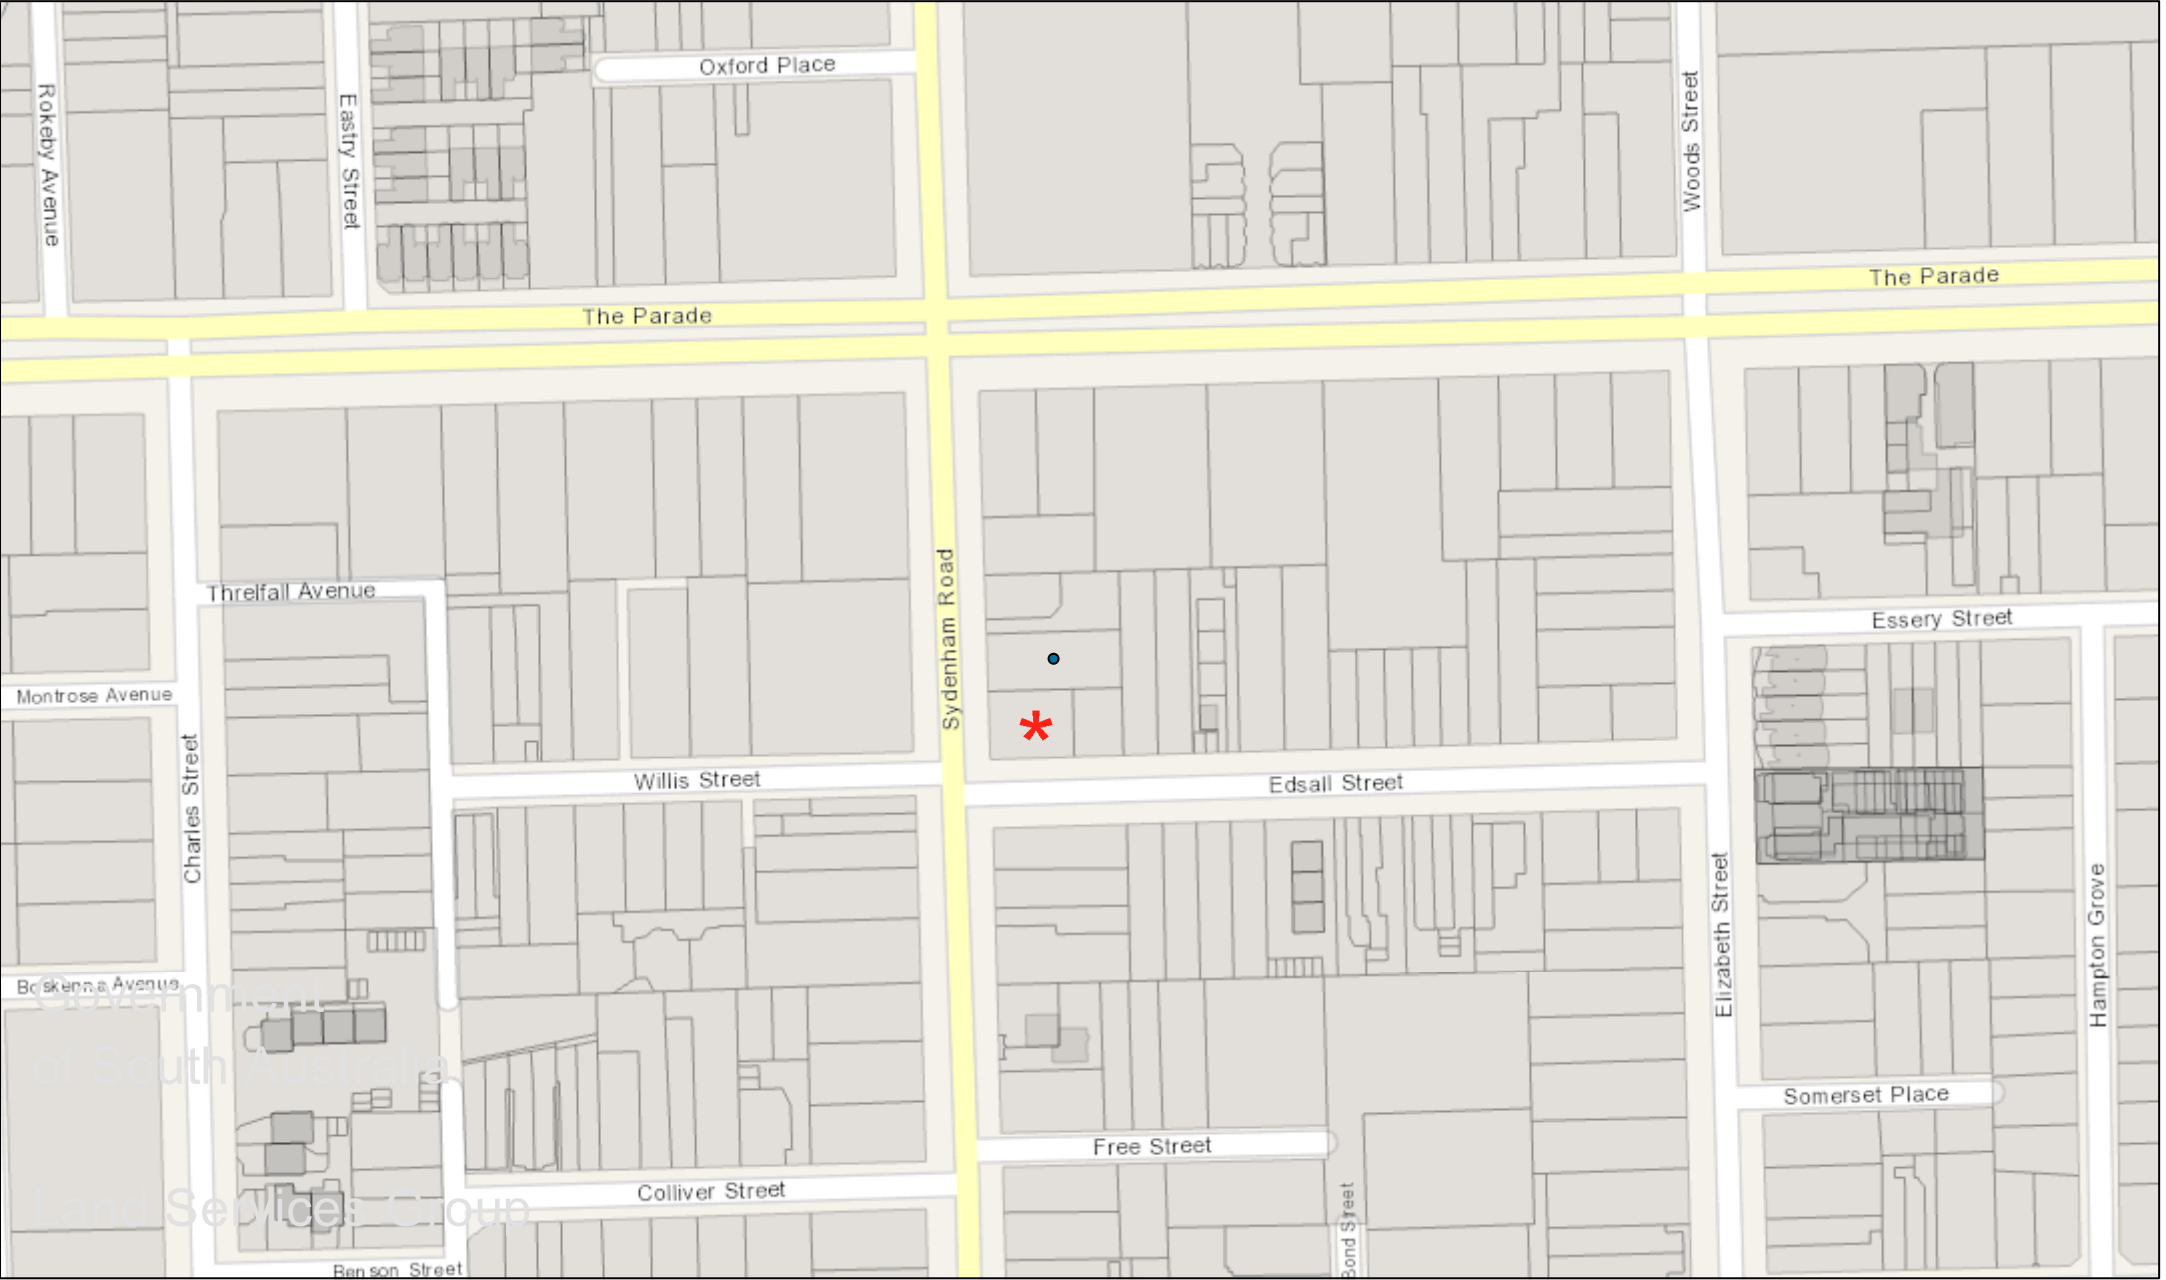 Oxford Place
Rokeby Avenue
Eastry Street
Woods Street
The Parade
The Parade
Sydenham Road
Threlfall Avenue
Essery Street
Montrose Avenue
*
Charles Street
Willis Street
Edsall Street
Elizabeth Street
Hampton Grove
Boskenna Avenue
Government
of South Australia
Land Services Group
Somerset Place
Free Street
Colliver Street
Bond Street
Benson Street